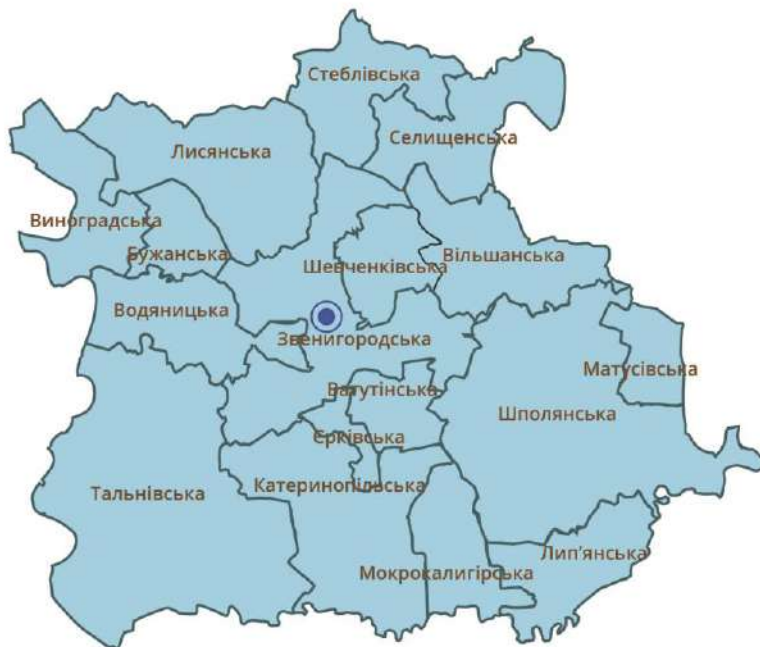 Стеблівська
Селищенська
Лисянська
Виноградська
Бужанська
Шевченківська
Вільшанська
Водяницька
Звенигородська
Матусівська
Ватутінська
Шполянська
Єрківська
Катеринопільська
Тальнівська
Лип'янська
Мокрокалигірська